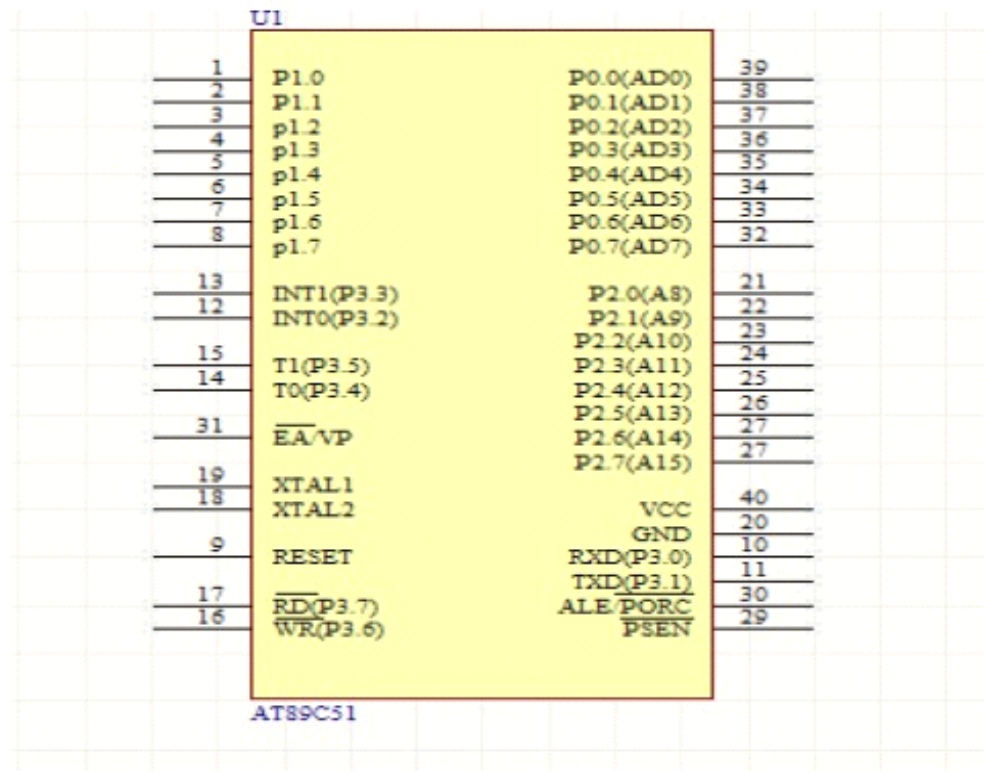 U1
1 P1.0 P0.0(AD0) 39
2 P1.1 P0.1(AD1) 38
3 p1.2 P0.2(AD2) 37
4 p1.3 P0.3(AD3) 36
5 p1.4 P0.4(AD4) 35
6 p1.5 P0.5(AD5) 34
7 p1.6 P0.6(AD6) 33
8 p1.7 P0.7(AD7) 32
13 INT1(P3.3) P2.0(A8) 21
12 INT0(P3.2) P2.1(A9) 22
P2.2(A10) 23
15 T1(P3.5) P2.3(A11) 24
14 T0(P3.4) P2.4(A12) 25
P2.5(A13) 26
31 EA/VP P2.6(A14) 27
P2.7(A15) 27
19 XTAL1
18 XTAL2 VCC 40
GND 20
9 RESET RXD(P3.0) 10
TXD(P3.1) 11
17 RD(P3.7) ALE/PORC 30
16 WR(P3.6) PSEN 29
AT89C51